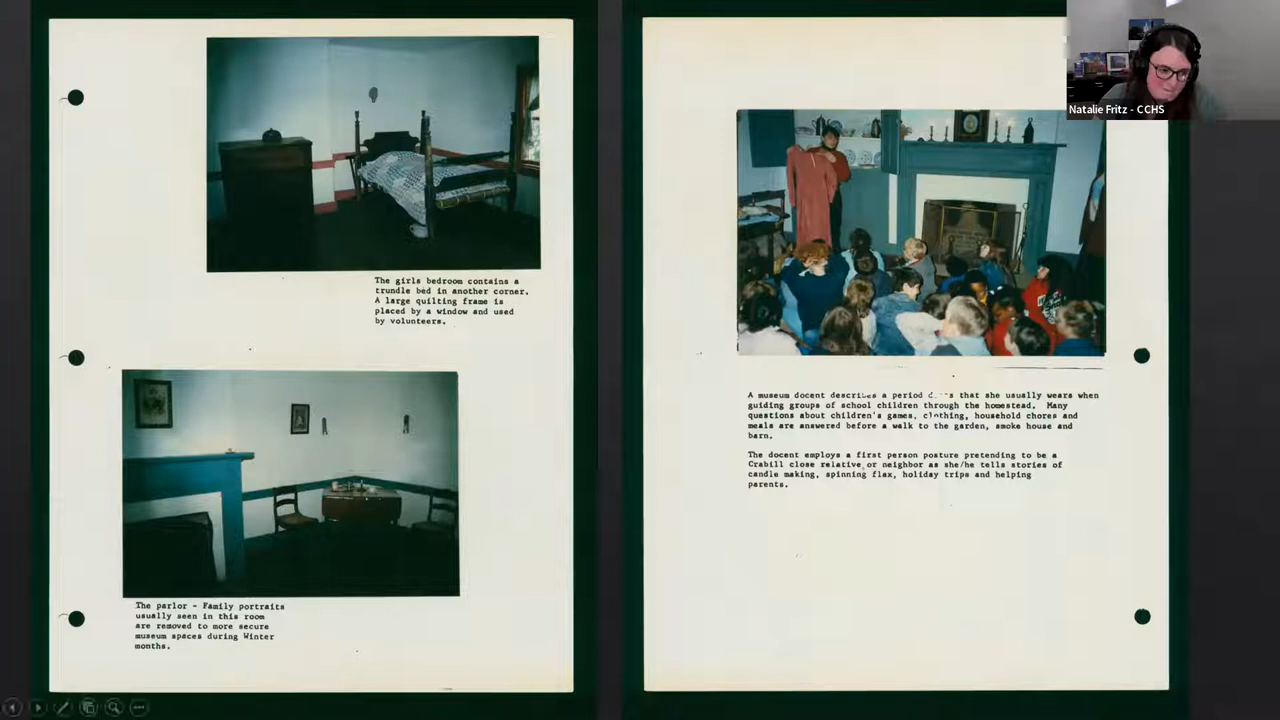 Natalie Fritz - CCHS
The girls bedroom contains a
trundle bed in another corner.
A large quilting frame is
placed by a window and used
by volunteers.
The parlor - Family portraits
usually seen in this room
are removed to more secure
museum spaces during Winter
months.
A museum docent describes a period that she usually wears when
guiding groups of school children through the homestead. Many
questions about children's games, clothing, household chores and
meals are answered before a walk to the garden, smoke house and
barn.
The docent employs a first person posture pretending to be a
Crabill close relative or neighbor as she/he tells stories of
candle making, spinning flax, holiday trips and helping
parents.